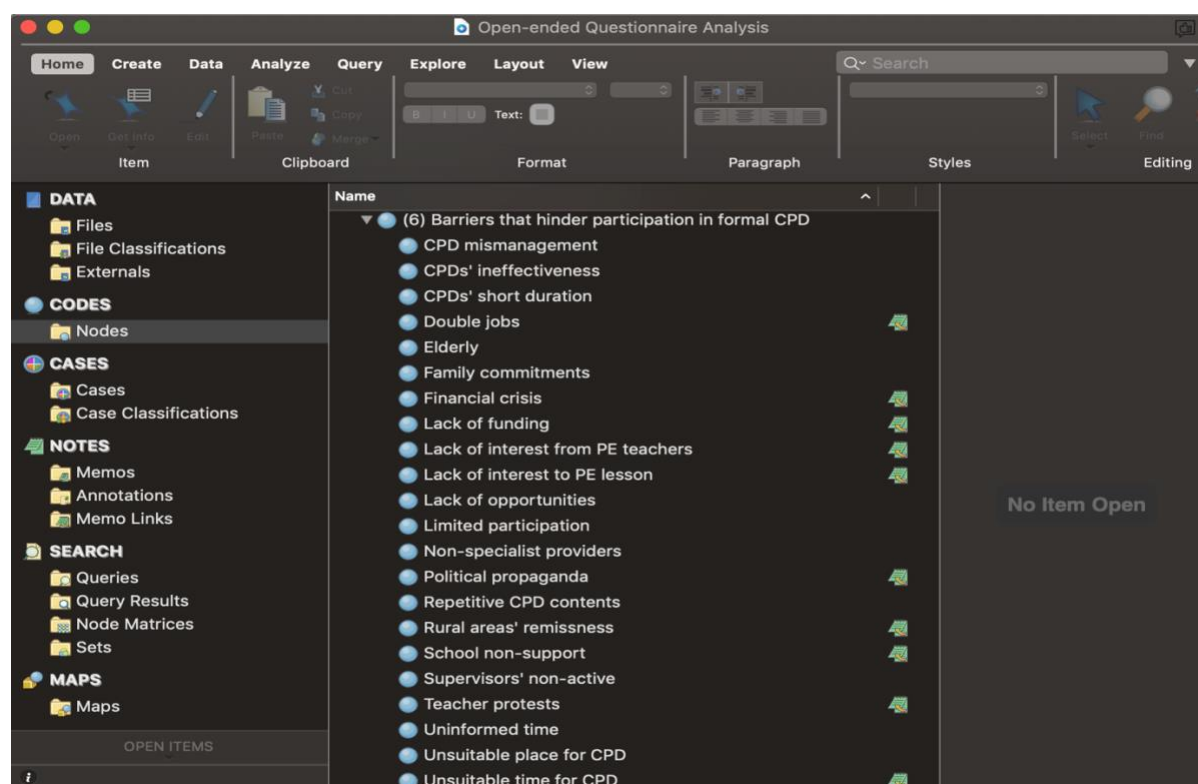 Open-ended Questionnaire Analysis
Home Create Data Analyze Query Explore Layout View
Search
Open Get Info Edit Paste
Cut
Copy
Merge
B I U Text:
Select Find
Item Clipboard Format Paragraph Styles Editing
DATA
Files
File Classifications
Externals
CODES
Nodes
CASES
Cases
Case Classifications
NOTES
Memos
Annotations
Memo Links
SEARCH
Queries
Query Results
Node Matrices
Sets
MAPS
Maps
OPEN ITEMS
Name
(6) Barriers that hinder participation in formal CPD
CPD mismanagement
CPDs' ineffectiveness
CPDs' short duration
Double jobs
Elderly
Family commitments
Financial crisis
Lack of funding
Lack of interest from PE teachers
Lack of interest to PE lesson
Lack of opportunities
Limited participation
Non-specialist providers
Political propaganda
Repetitive CPD contents
Rural areas' remissness
School non-support
Supervisors' non-active
Teacher protests
Uninformed time
Unsuitable place for CPD
Unsuitable time for CPD
No Item Open